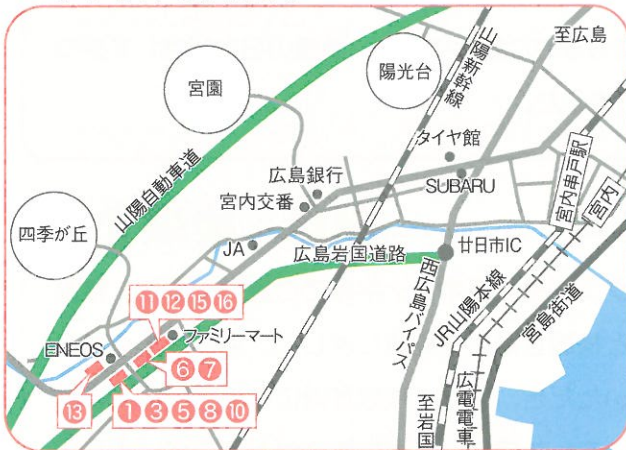 至広島
山陽新幹線
陽光台
宮園
タイヤ館
広島銀行
SUBARU
宮内串戸駅
宮内
山陽自動車道
宮内交番
四季が丘
JA
広島岩国道路
廿日市IC
西広島バイパス
JR山陽本線
宮島街道
⑪⑫⑮⑯
ファミリーマート
ENEOS
⑥⑦
⑬
①③⑤⑧⑩
至岩国
広電電車